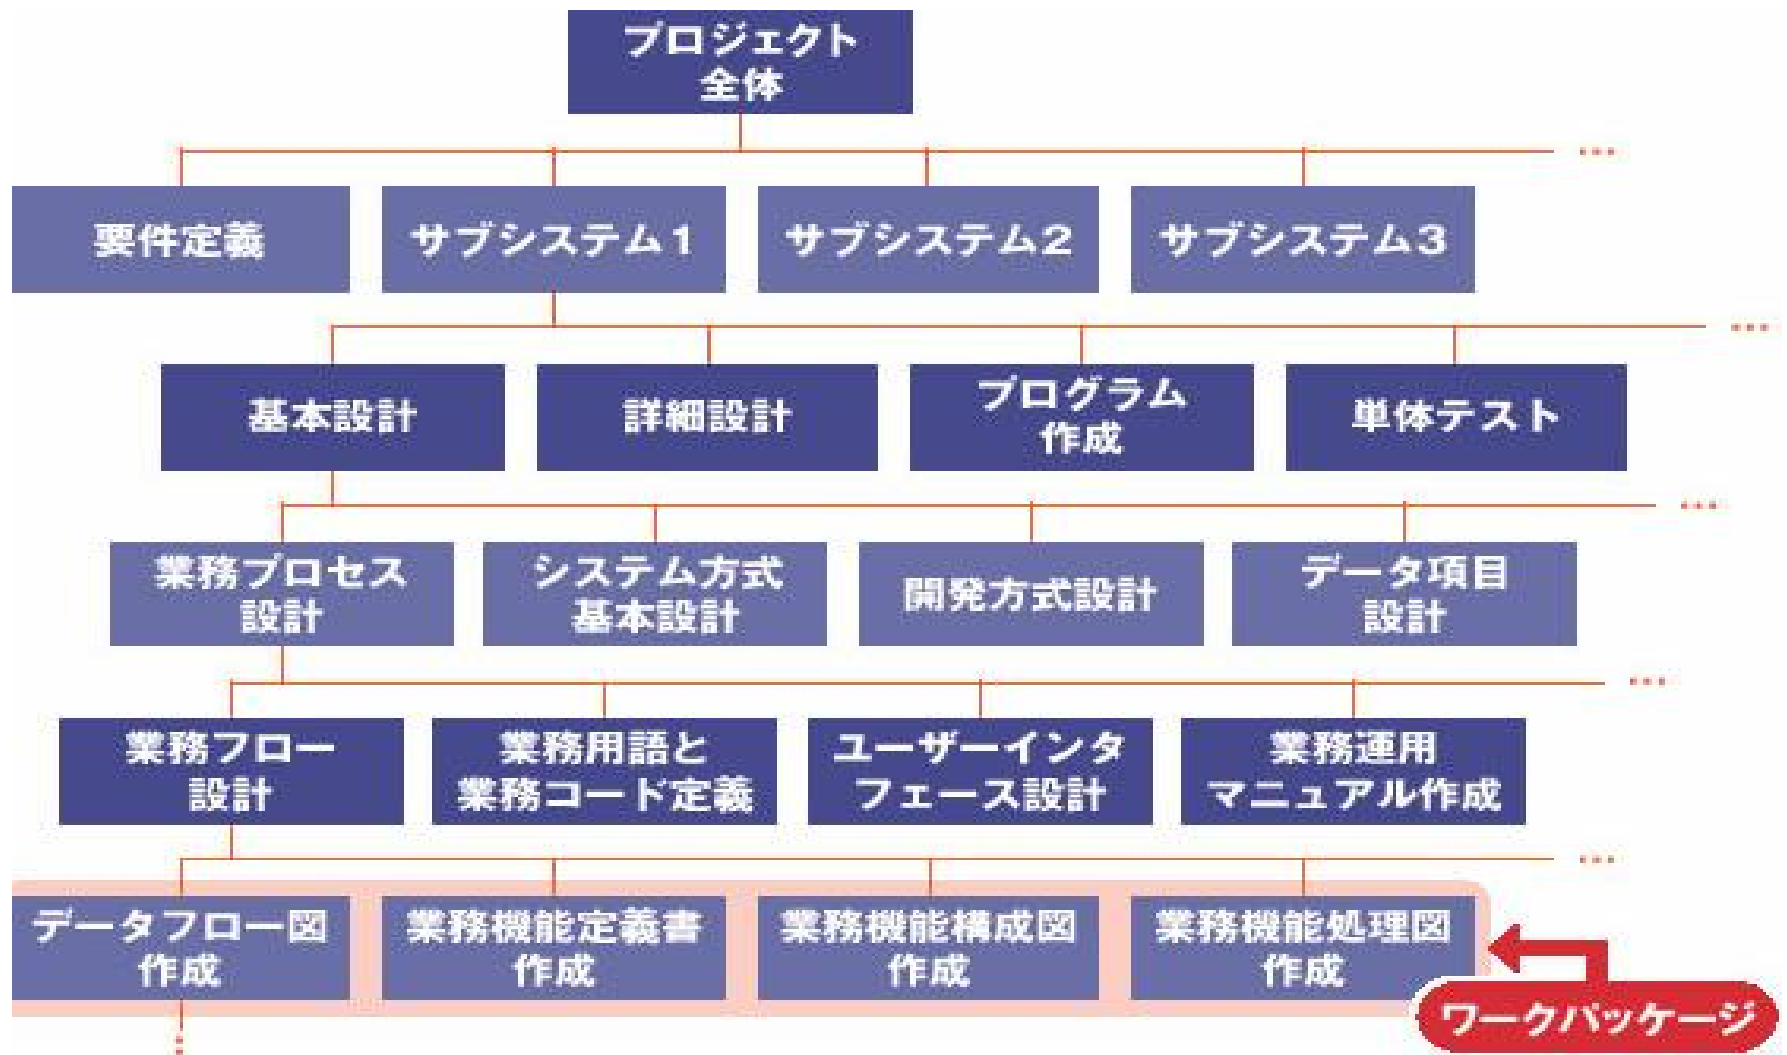 プロジェクト
全体
要件定義
サブシステム1
サブシステム2
サブシステム3
基本設計
詳細設計
プログラム
作成
単体テスト
業務プロセス
設計
システム方式
基本設計
開発方式設計
データ項目
設計
業務フロー
設計
業務用語と
業務コード定義
ユーザーインタ
フェース設計
業務運用
マニュアル作成
データフロー図
作成
業務機能定義書
作成
業務機能構成図
作成
業務機能処理図
作成
ワークパッケージ